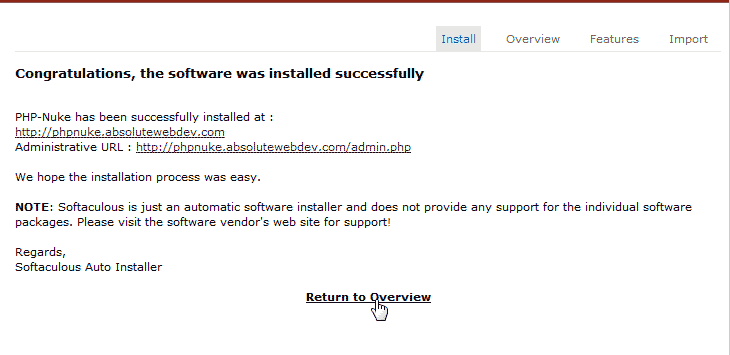 Install Overview Features Import
Congratulations, the software was installed successfully
PHP-Nuke has been successfully installed at :
http://phpnuke.absolutewebdev.com
Administrative URL : http://phpnuke.absolutewebdev.com/admin.php
We hope the installation process was easy.
NOTE: Softaculous is just an automatic software installer and does not provide any support for the individual software
packages. Please visit the software vendor's web site for support!
Regards,
Softaculous Auto Installer
Return to Overview